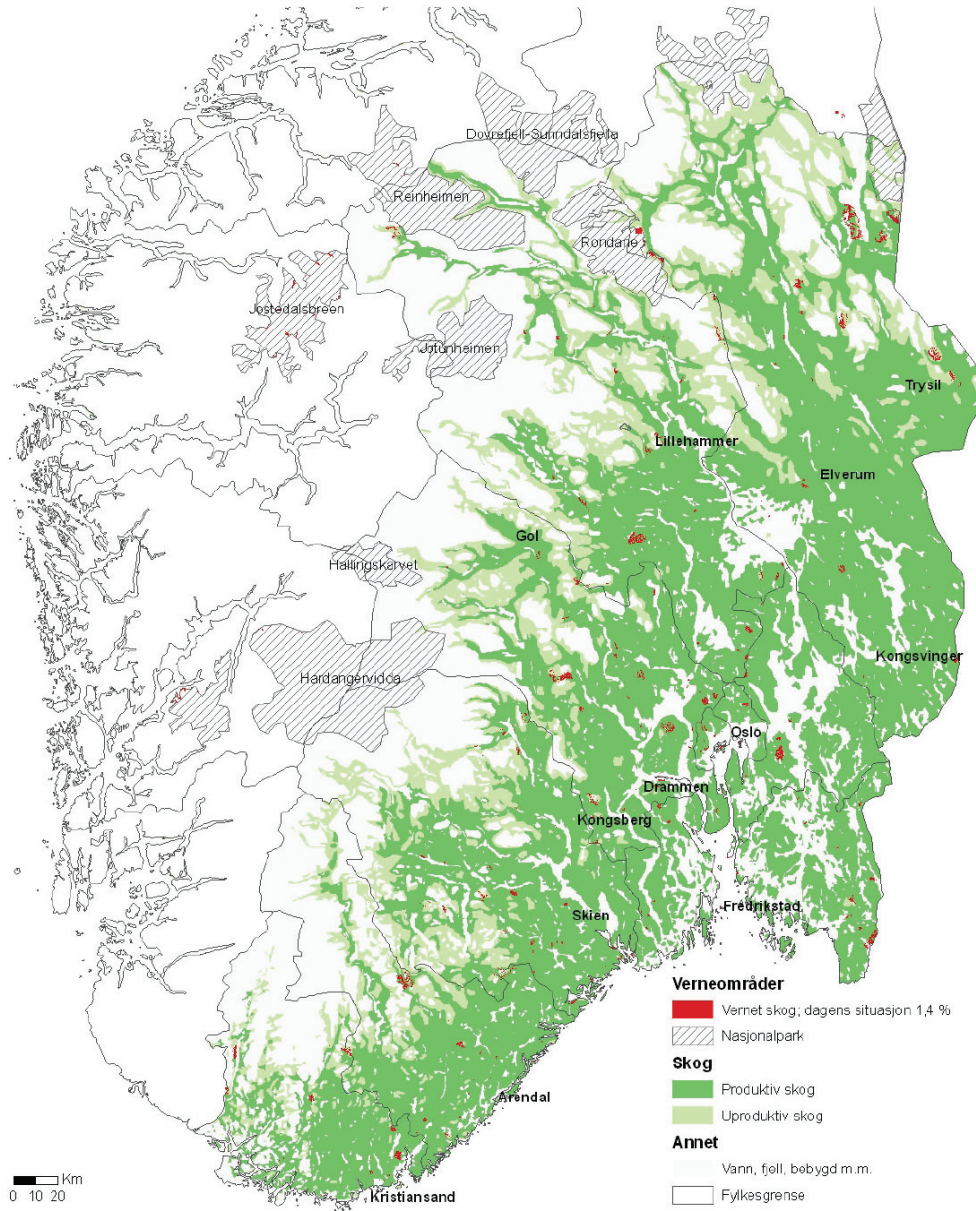 Dovrefjell-Sunndalsfjella
Reinheimen
Rondane
Jostedalsbreen
Jotunheimen
Trysil
Lillehammer
Elverum
Gol
Hallingskarvet
Kongsvinger
Hardangervidda
Oslo
Drammen
Kongsberg
Skien
Fredrikstad
Verneområder
Vernet skog; dagens situasjon 1,4 %
Nasjonalpark
Skog
Produktiv skog
Uproduktiv skog
Arendal
Annet
Vann, fjell, bebygd m.m.
Fylkesgrense
Km
0 10 20
Kristiansand